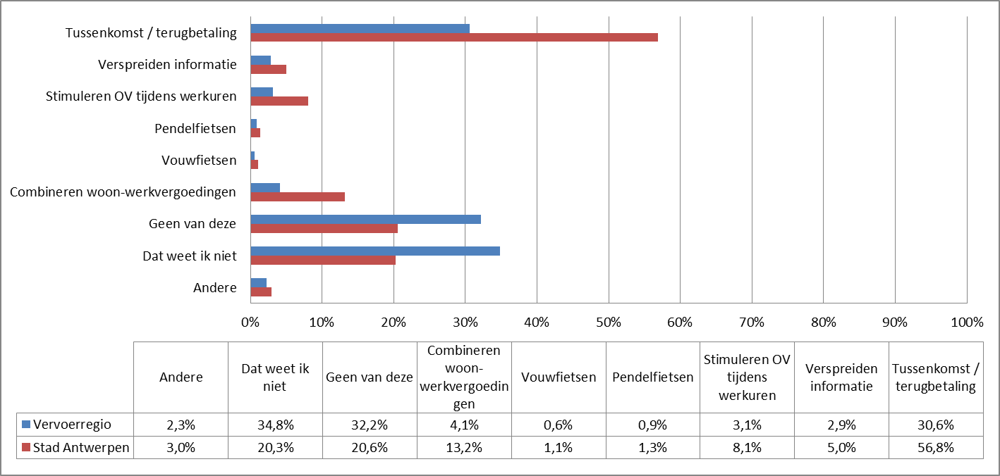 Tussenkomst / terugbetaling
Verspreiden informatie
Stimuleren OV tijdens werkuren
Pendelfietsen
Vouwfietsen
Combineren woon-werkvergoedingen
Geen van deze
Dat weet ik niet
Andere
0% 10% 20% 30% 40% 50% 60% 70% 80% 90% 100%
Andere
Dat weet ik
niet
Geen van deze
Combineren
woon-
werkvergoedin
gen
Vouwfietsen
Pendelfietsen
Stimuleren OV
tijdens
werkuren
Verspreiden
informatie
Tussenkomst /
terugbetaling
Vervoerregio 2,3% 34,8% 32,2% 4,1% 0,6% 0,9% 3,1% 2,9% 30,6%
Stad Antwerpen 3,0% 20,3% 20,6% 13,2% 1,1% 1,3% 8,1% 5,0% 56,8%